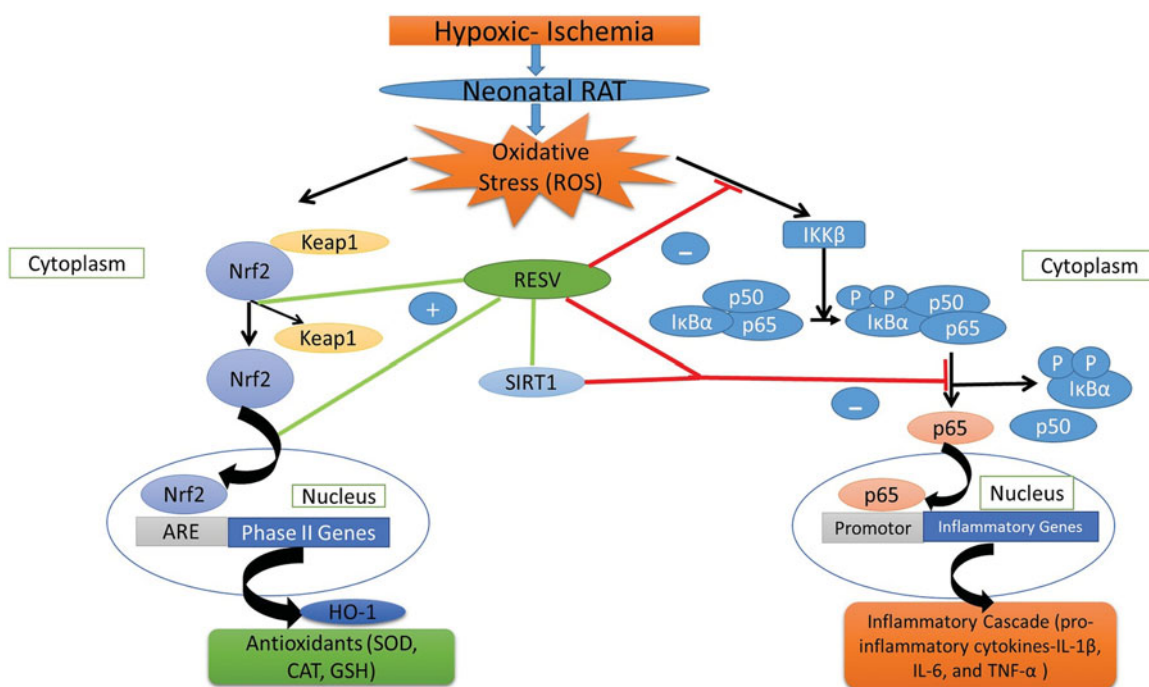 Hypoxic- Ischemia
Neonatal RAT
Oxidative
Stress (ROS)
Keap1
Nrf2
Cytoplasm
Keap1
Nrf2
+
RESV
SIRT1
−
IKKβ
Cytoplasm
p50
IκBα
p65
P
P
p50
IκBα
p65
P
P
IκBα
p50
−
p65
Nrf2
Nucleus
ARE
Phase II Genes
HO-1
Antioxidants (SOD,
CAT, GSH)
p65
Nucleus
Promotor
Inflammatory Genes
Inflammatory Cascade (pro-
inflammatory cytokines-IL-1β,
IL-6, and TNF-α )